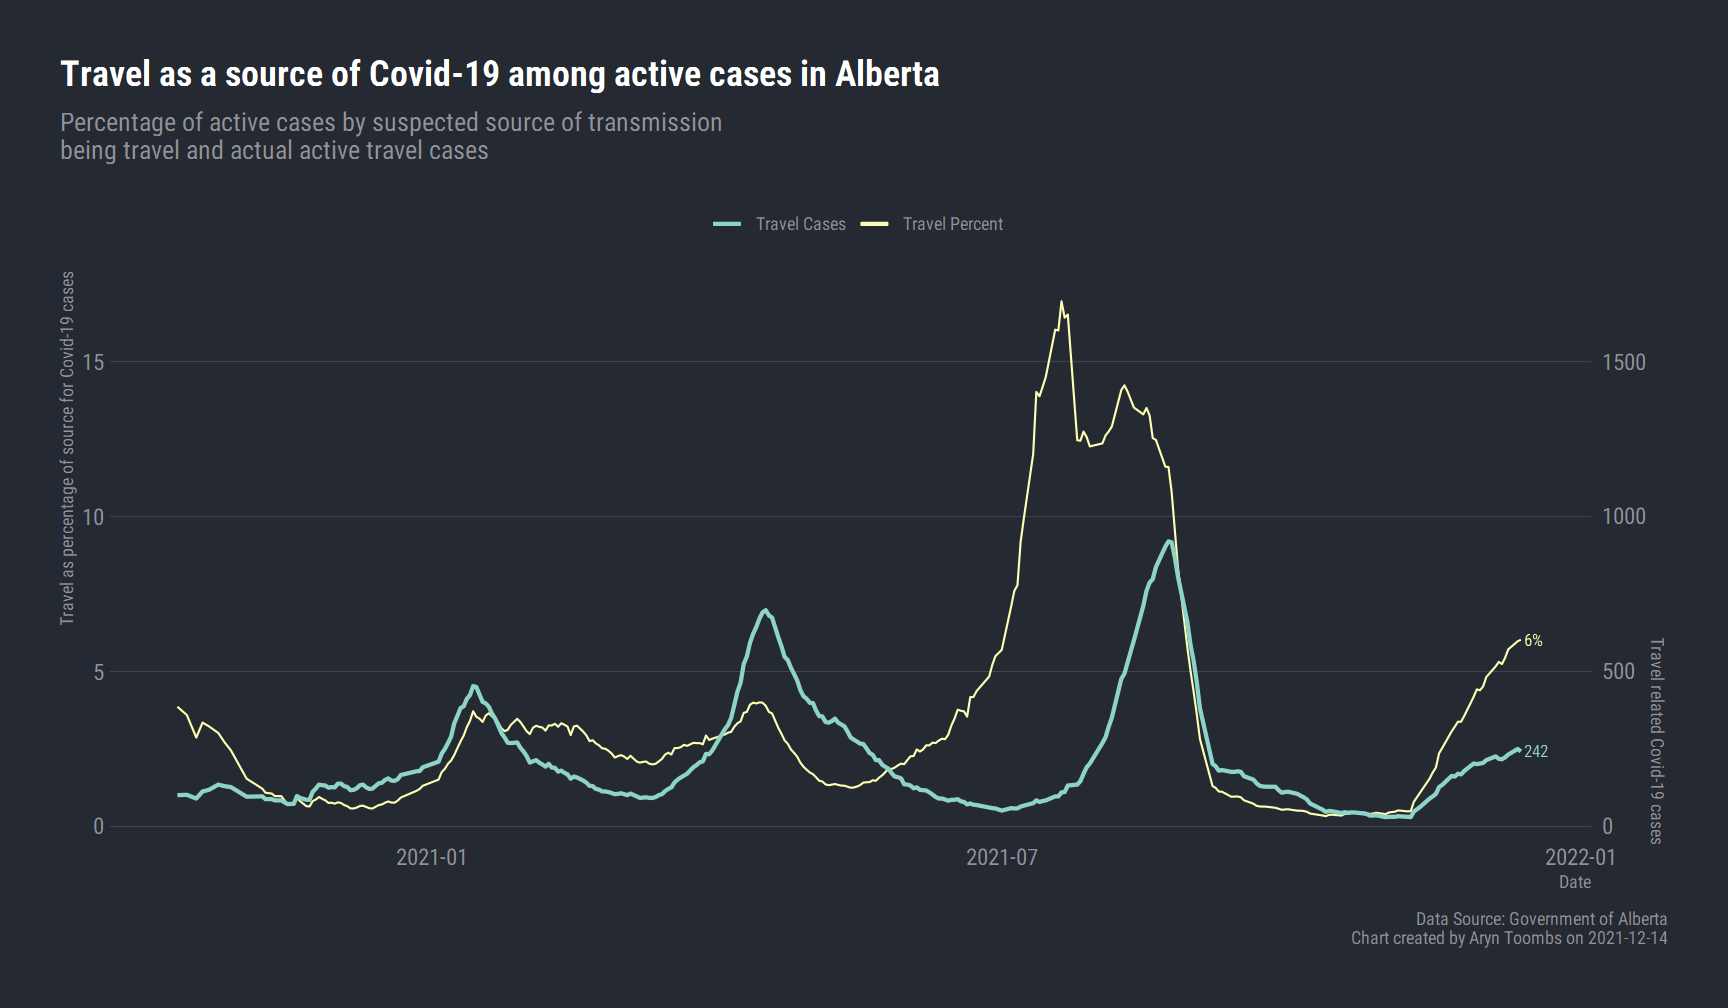 Travel as a source of Covid-19 among active cases in Alberta
Percentage of active cases by suspected source of transmission
being travel and actual active travel cases
Travel Cases
Travel Percent
Travel as percentage of source for Covid-19 cases
15
10
5
0
1500
1000
500
0
Travel related Covid-19 cases
6%
242
2021-01
2021-07
2022-01
Date
Data Source: Government of Alberta
Chart created by Aryn Toombs on 2021-12-14